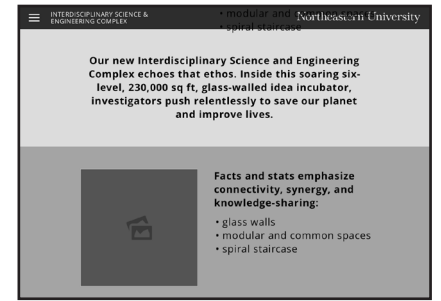 INTERDISCIPLINARY SCIENCE &
ENGINEERING COMPLEX
• modular and common spaces
• spiral staircase
Northeastern University
Our new Interdisciplinary Science and Engineering
Complex echoes that ethos. Inside this soaring six-
level, 230,000 sq ft, glass-walled idea incubator,
investigators push relentlessly to save our planet
and improve lives.
Facts and stats emphasize
connectivity, synergy, and
knowledge-sharing:
• glass walls
• modular and common spaces
• spiral staircase